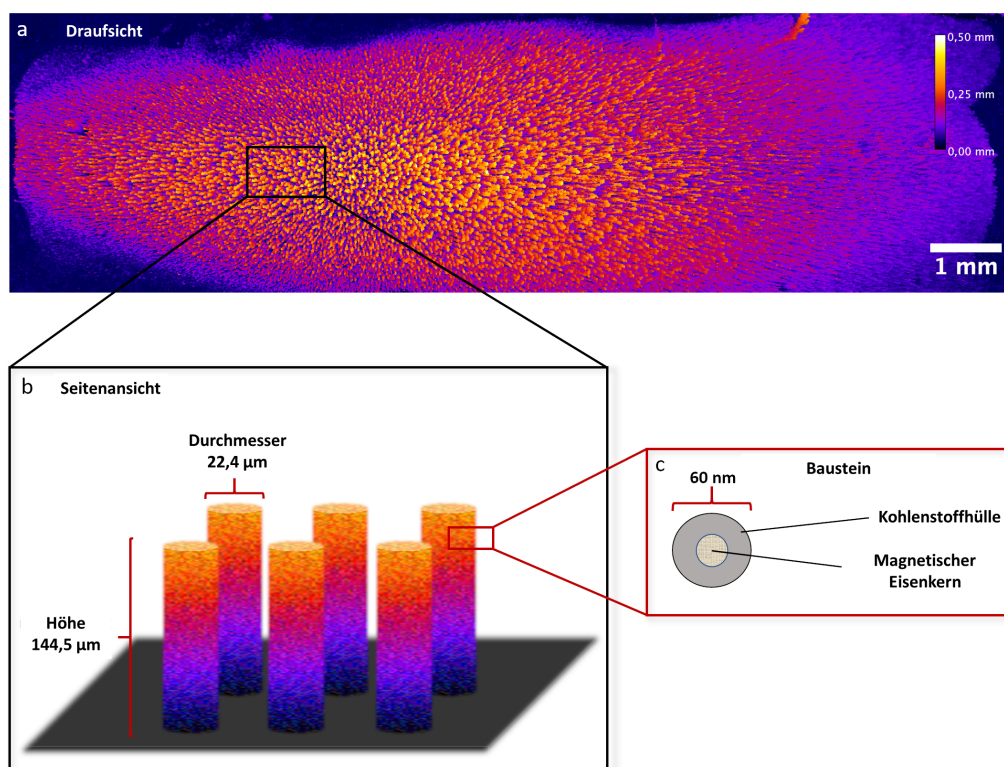 a
Draufsicht
0,50 mm
0,25 mm
0,00 mm
1 mm
b
Seitenansicht
Durchmesser
22,4 µm
Höhe
144,5 µm
c
Baustein
60 nm
Kohlenstoffhülle
Magnetischer
Eisenkern